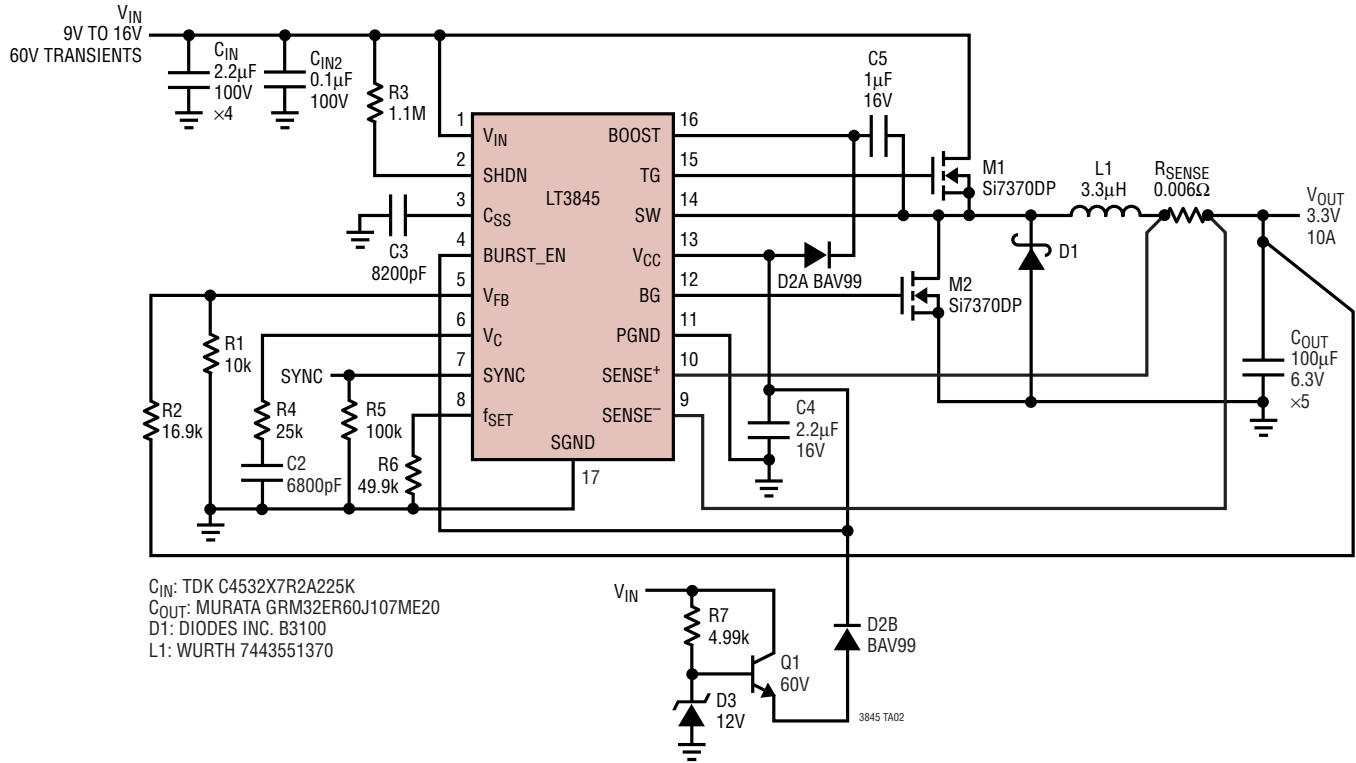 VIN
9V TO 16V
60V TRANSIENTS
CIN
2.2µF
100V
×4
CIN2
0.1µF
100V
R3
1.1M
C5
1µF
16V
1
VIN
2
SHDN
3
CSS
4
BURST_EN
5
VFB
6
VC
7
SYNC
8
fSET
LT3845
SGND
17
16
BOOST
15
TG
14
SW
13
VCC
12
BG
11
PGND
10
SENSE+
9
SENSE–
C3
8200pF
M1
Si7370DP
L1
3.3µH
RSENSE
0.006Ω
VOUT
3.3V
10A
D2A BAV99
D1
M2
Si7370DP
R1
10k
SYNC
R2
16.9k
R4
25k
R5
100k
C2
6800pF
R6
49.9k
C4
2.2µF
16V
COUT
100µF
6.3V
×5
CIN: TDK C4532X7R2A225K
COUT: MURATA GRM32ER60J107ME20
D1: DIODES INC. B3100
L1: WURTH 7443551370
VIN
R7
4.99k
Q1
60V
D2B
BAV99
D3
12V
3845 TA02